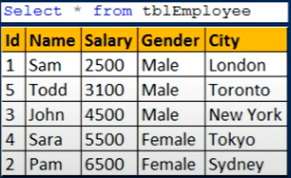 Select * from tblEmployee
Id Name Salary Gender City
1 Sam 2500 Male London
5 Todd 3100 Male Toronto
3 John 4500 Male New York
4 Sara 5500 Female Tokyo
2 Pam 6500 Female Sydney